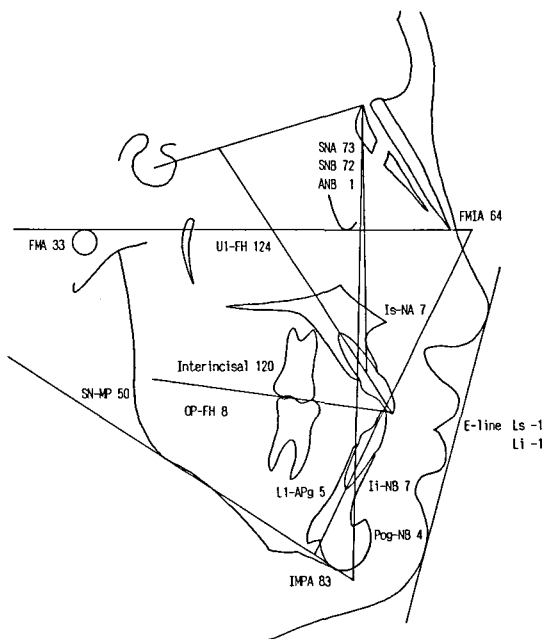 SNA 73
SNB 72
ANB 1
FMIA 64
FMA 33
U1-FH 124
Is-NA 7
Interincisal 120
SN-MP 50
OP-FH 8
E-line Ls -1
Li -1
L1-APg 5
Ii-NB 7
Pog-NB 4
IMPA 83